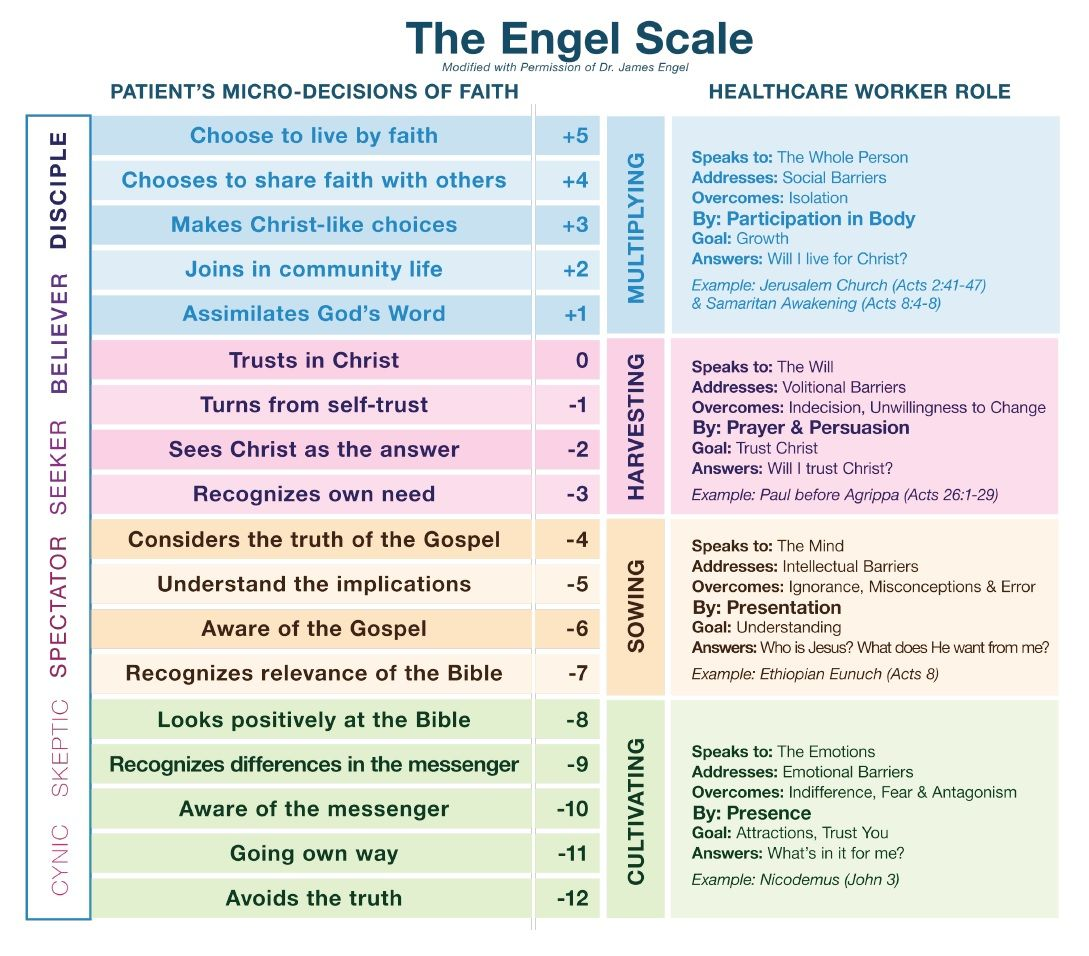 The Engel Scale
Modified with Permission of Dr. James Engel
PATIENT'S MICRO-DECISIONS OF FAITH
HEALTHCARE WORKER ROLE
DISCIPLE
BELIEVER
SEEKER
SPECTATOR
SKEPTIC
CYNIC
Choose to live by faith +5
Chooses to share faith with others +4
Makes Christ-like choices +3
Joins in community life +2
Assimilates God's Word +1
MULTIPLYING
Speaks to: The Whole Person
Addresses: Social Barriers
Overcomes: Isolation
By: Participation in Body
Goal: Growth
Answers: Will I live for Christ?
Example: Jerusalem Church (Acts 2:41-47)
& Samaritan Awakening (Acts 8:4-8)
Trusts in Christ 0
Turns from self-trust -1
Sees Christ as the answer -2
Recognizes own need -3
HARVESTING
Speaks to: The Will
Addresses: Volitional Barriers
Overcomes: Indecision, Unwillingness to Change
By: Prayer & Persuasion
Goal: Trust Christ
Answers: Will I trust Christ?
Example: Paul before Agrippa (Acts 26:1-29)
Considers the truth of the Gospel -4
Understand the implications -5
Aware of the Gospel -6
Recognizes relevance of the Bible -7
SOWING
Speaks to: The Mind
Addresses: Intellectual Barriers
Overcomes: Ignorance, Misconceptions & Error
By: Presentation
Goal: Understanding
Answers: Who is Jesus? What does He want from me?
Example: Ethiopian Eunuch (Acts 8)
Looks positively at the Bible -8
Recognizes differences in the messenger -9
Aware of the messenger -10
Going own way -11
Avoids the truth -12
CULTIVATING
Speaks to: The Emotions
Addresses: Emotional Barriers
Overcomes: Indifference, Fear & Antagonism
By: Presence
Goal: Attractions, Trust You
Answers: What's in it for me?
Example: Nicodemus (John 3)